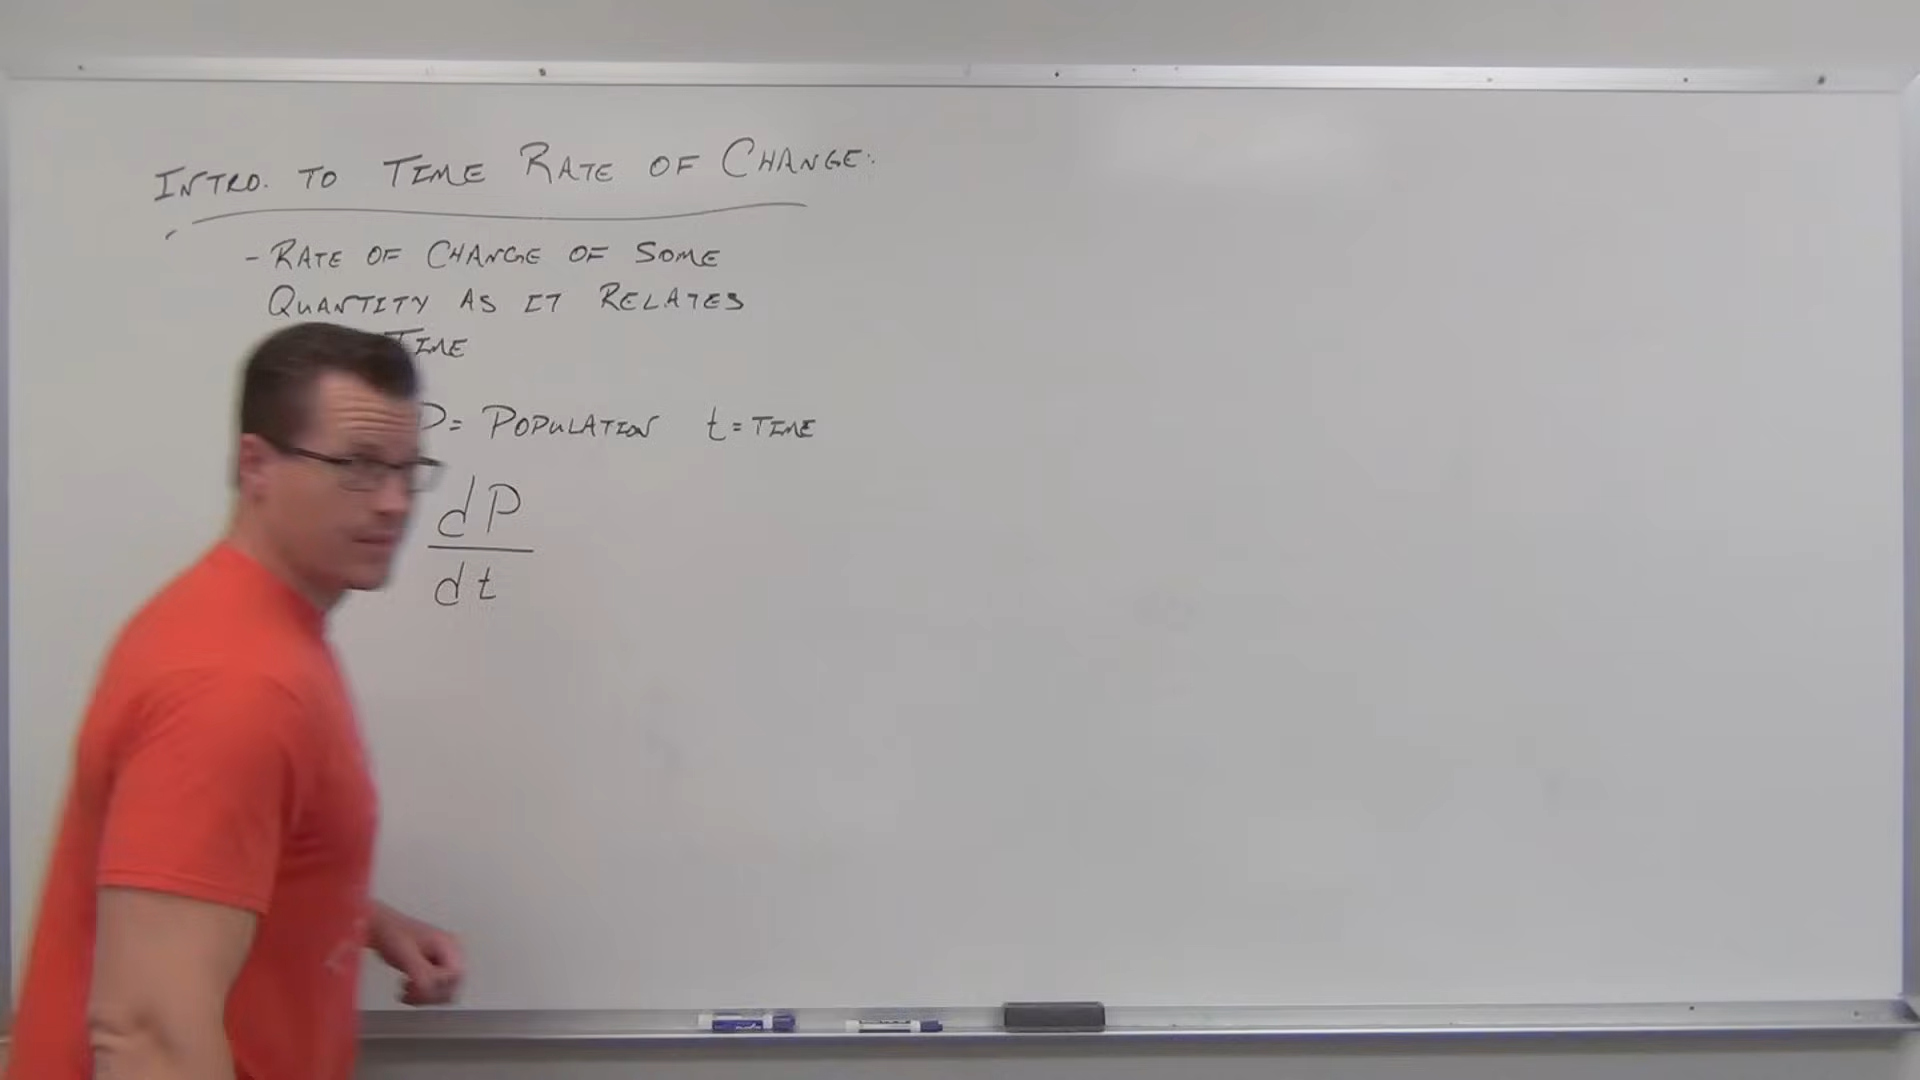 INTRO. TO TIME RATE OF CHANGE:
- RATE OF CHANGE OF SOME
QUANTITY AS IT RELATES
TIME
P = POPULATION t = TIME
dP
dt